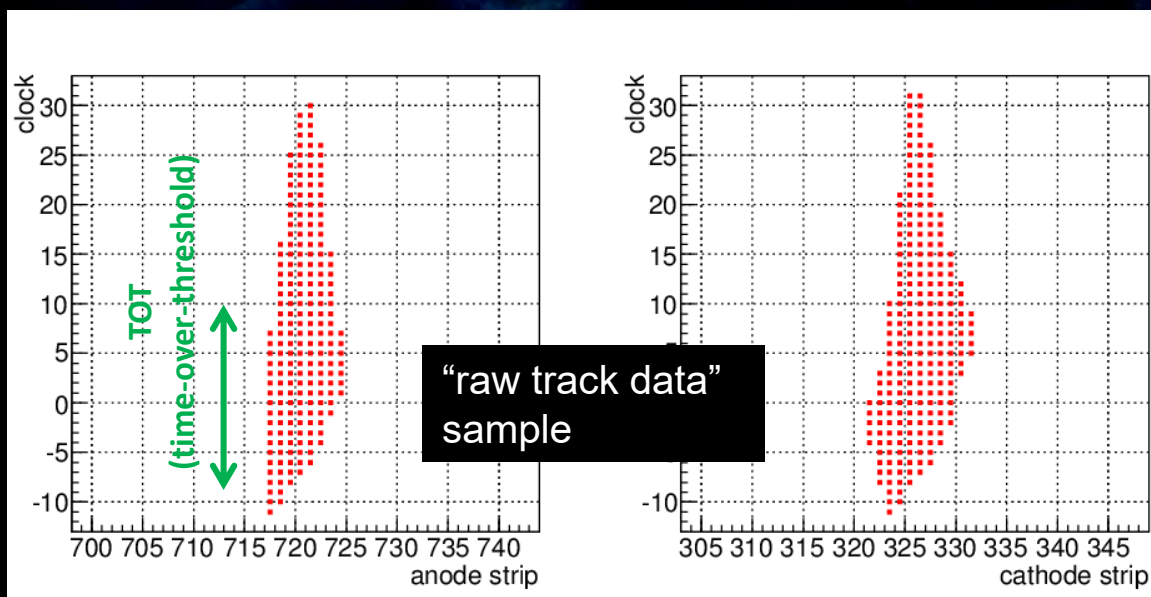 clock
30
25
20
15
10
5
0
-5
-10
700 705 710 715 720 725 730 735 740
anode strip
TOT
(time-over-threshold)
“raw track data”
sample
clock
30
25
20
15
10
0
-5
-10
305 310 315 320 325 330 335 340 345
cathode strip